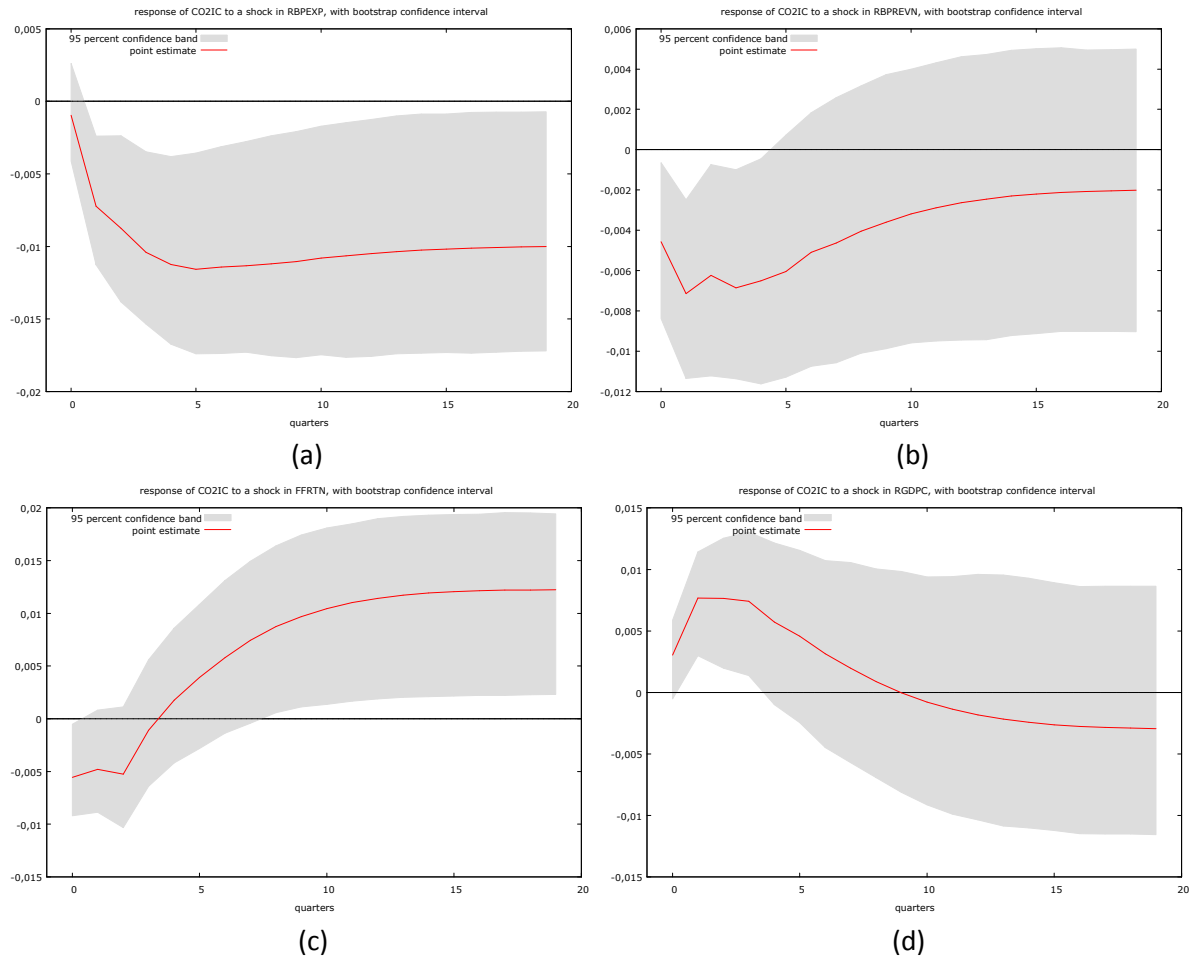 response of CO2IC to a shock in RBPEXP, with bootstrap confidence interval
0,005
0
-0,005
-0,01
-0,015
-0,02
95 percent confidence band
point estimate
0 5 10 15 20
quarters
(a)
response of CO2IC to a shock in RBPREVN, with bootstrap confidence interval
0,006
0,004
0,002
0
-0,002
-0,004
-0,006
-0,008
-0,01
-0,012
95 percent confidence band
point estimate
0 5 10 15 20
quarters
(b)
response of CO2IC to a shock in FFRTN, with bootstrap confidence interval
0,02
0,015
0,01
0,005
0
-0,005
-0,01
-0,015
95 percent confidence band
point estimate
0 5 10 15 20
quarters
(c)
response of CO2IC to a shock in RGDPC, with bootstrap confidence interval
0,015
0,01
0,005
0
-0,005
-0,01
-0,015
95 percent confidence band
point estimate
0 5 10 15 20
quarters
(d)